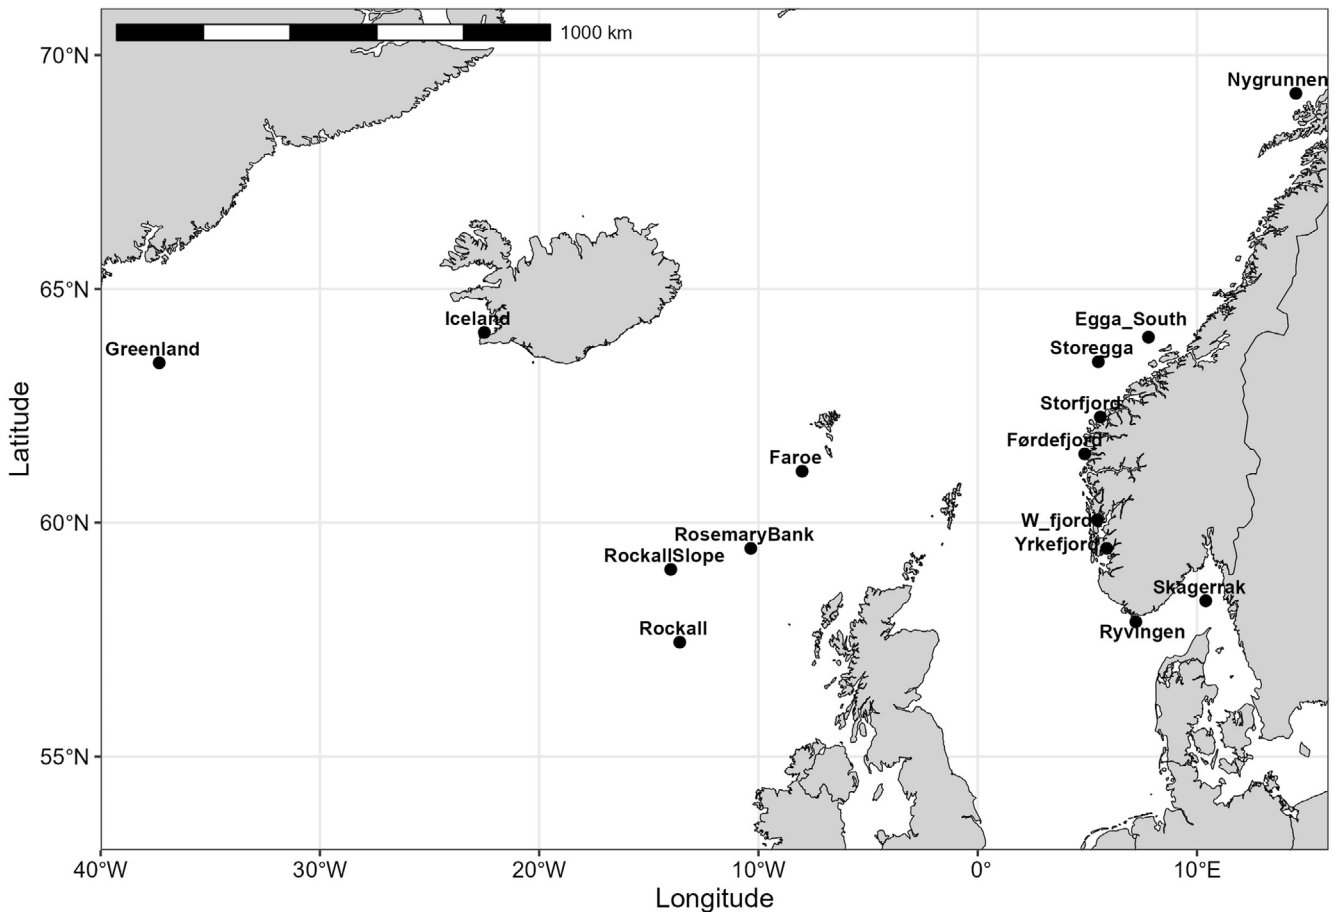 1000 km
70°N
Nygrunnen
65°N
Iceland
Egga_South
Greenland
Storegga
Storfjord
Førdefjord
Faroe
60°N
W_fjord
RosemaryBank
Yrkefjord
RockallSlope
Skagerrak
Rockall
Ryvingen
55°N
40°W
30°W
20°W
10°W
0°
10°E
Longitude
Latitude